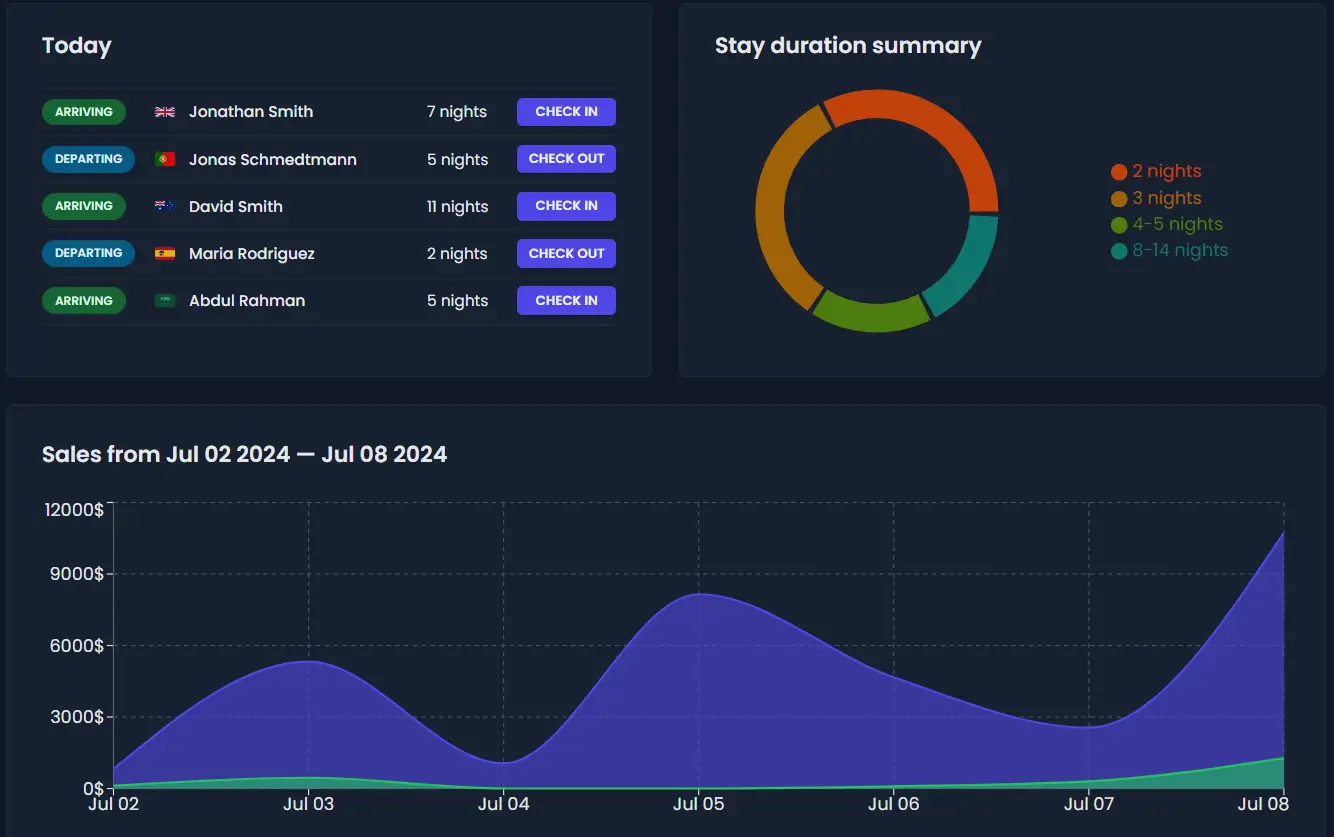 Today
ARRIVING Jonathan Smith 7 nights CHECK IN
DEPARTING Jonas Schmedtmann 5 nights CHECK OUT
ARRIVING David Smith 11 nights CHECK IN
DEPARTING Maria Rodriguez 2 nights CHECK OUT
ARRIVING Abdul Rahman 5 nights CHECK IN
Stay duration summary
2 nights
3 nights
4-5 nights
8-14 nights
Sales from Jul 02 2024 — Jul 08 2024
12000$
9000$
6000$
3000$
0$
Jul 02 Jul 03 Jul 04 Jul 05 Jul 06 Jul 07 Jul 08